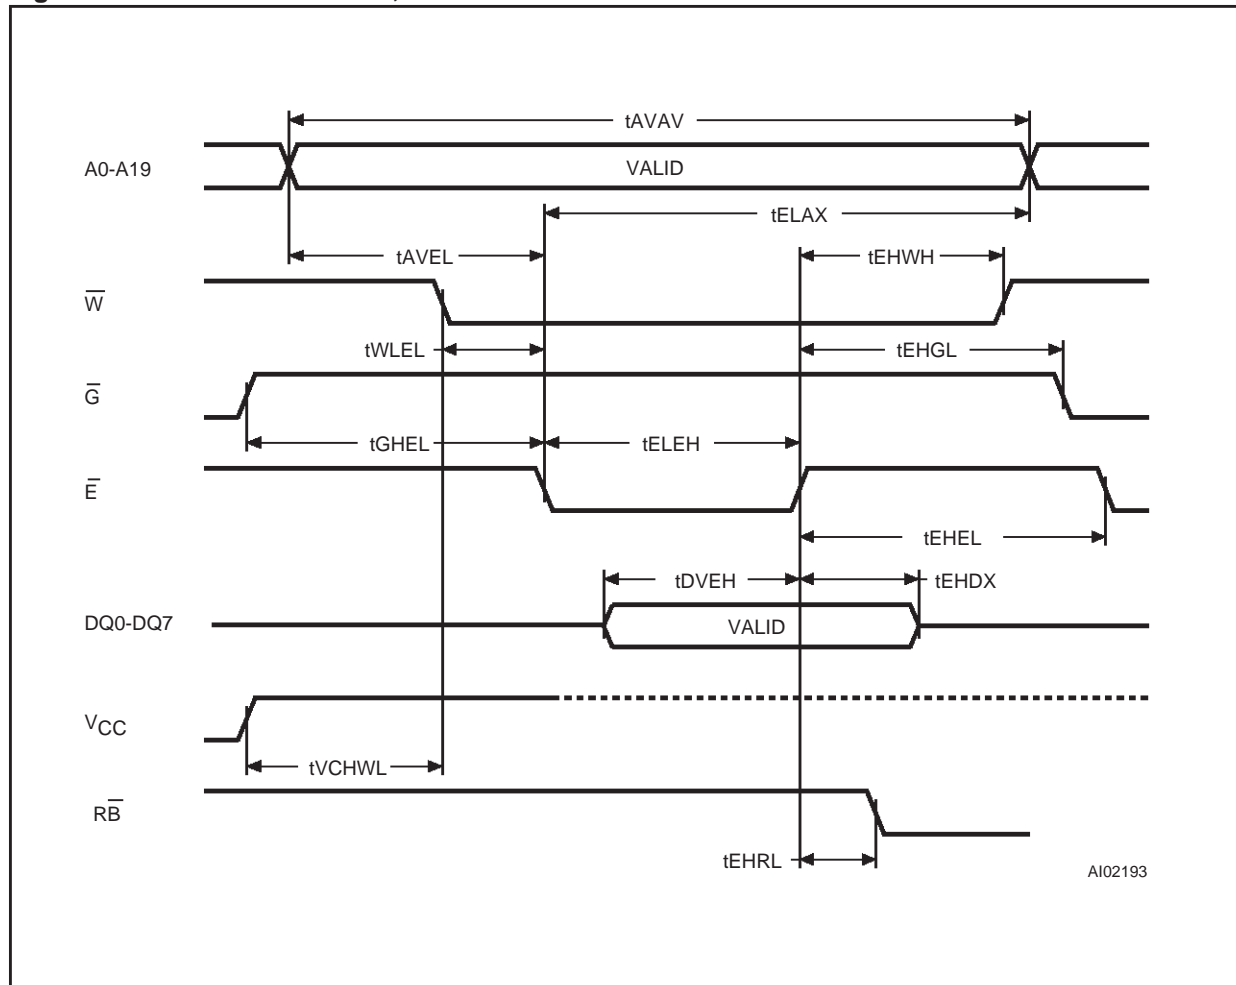 tAVAV
A0-A19
VALID
tELAX
tAVEL
tEHWH
W̅
tWLEL
tEHGL
G̅
tGHEL
tELEH
E̅
tEHEL
tDVEH
tEHDX
DQ0-DQ7
VALID
VCC
tVCHWL
RB̅
tEHRL
AI02193